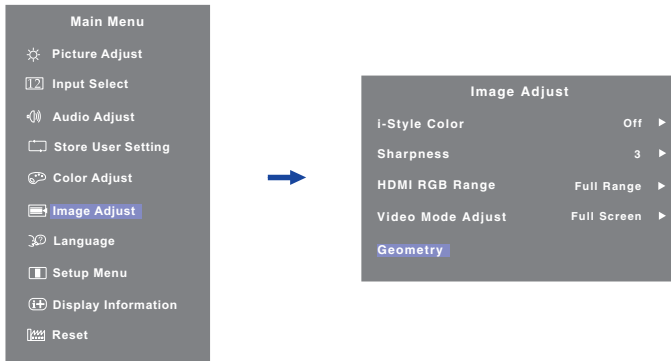 Main Menu
Picture Adjust
12 Input Select
Audio Adjust
Store User Setting
Color Adjust
Image Adjust
Language
Setup Menu
Display Information
Reset
Image Adjust
i-Style Color Off
Sharpness 3
HDMI RGB Range Full Range
Video Mode Adjust Full Screen
Geometry